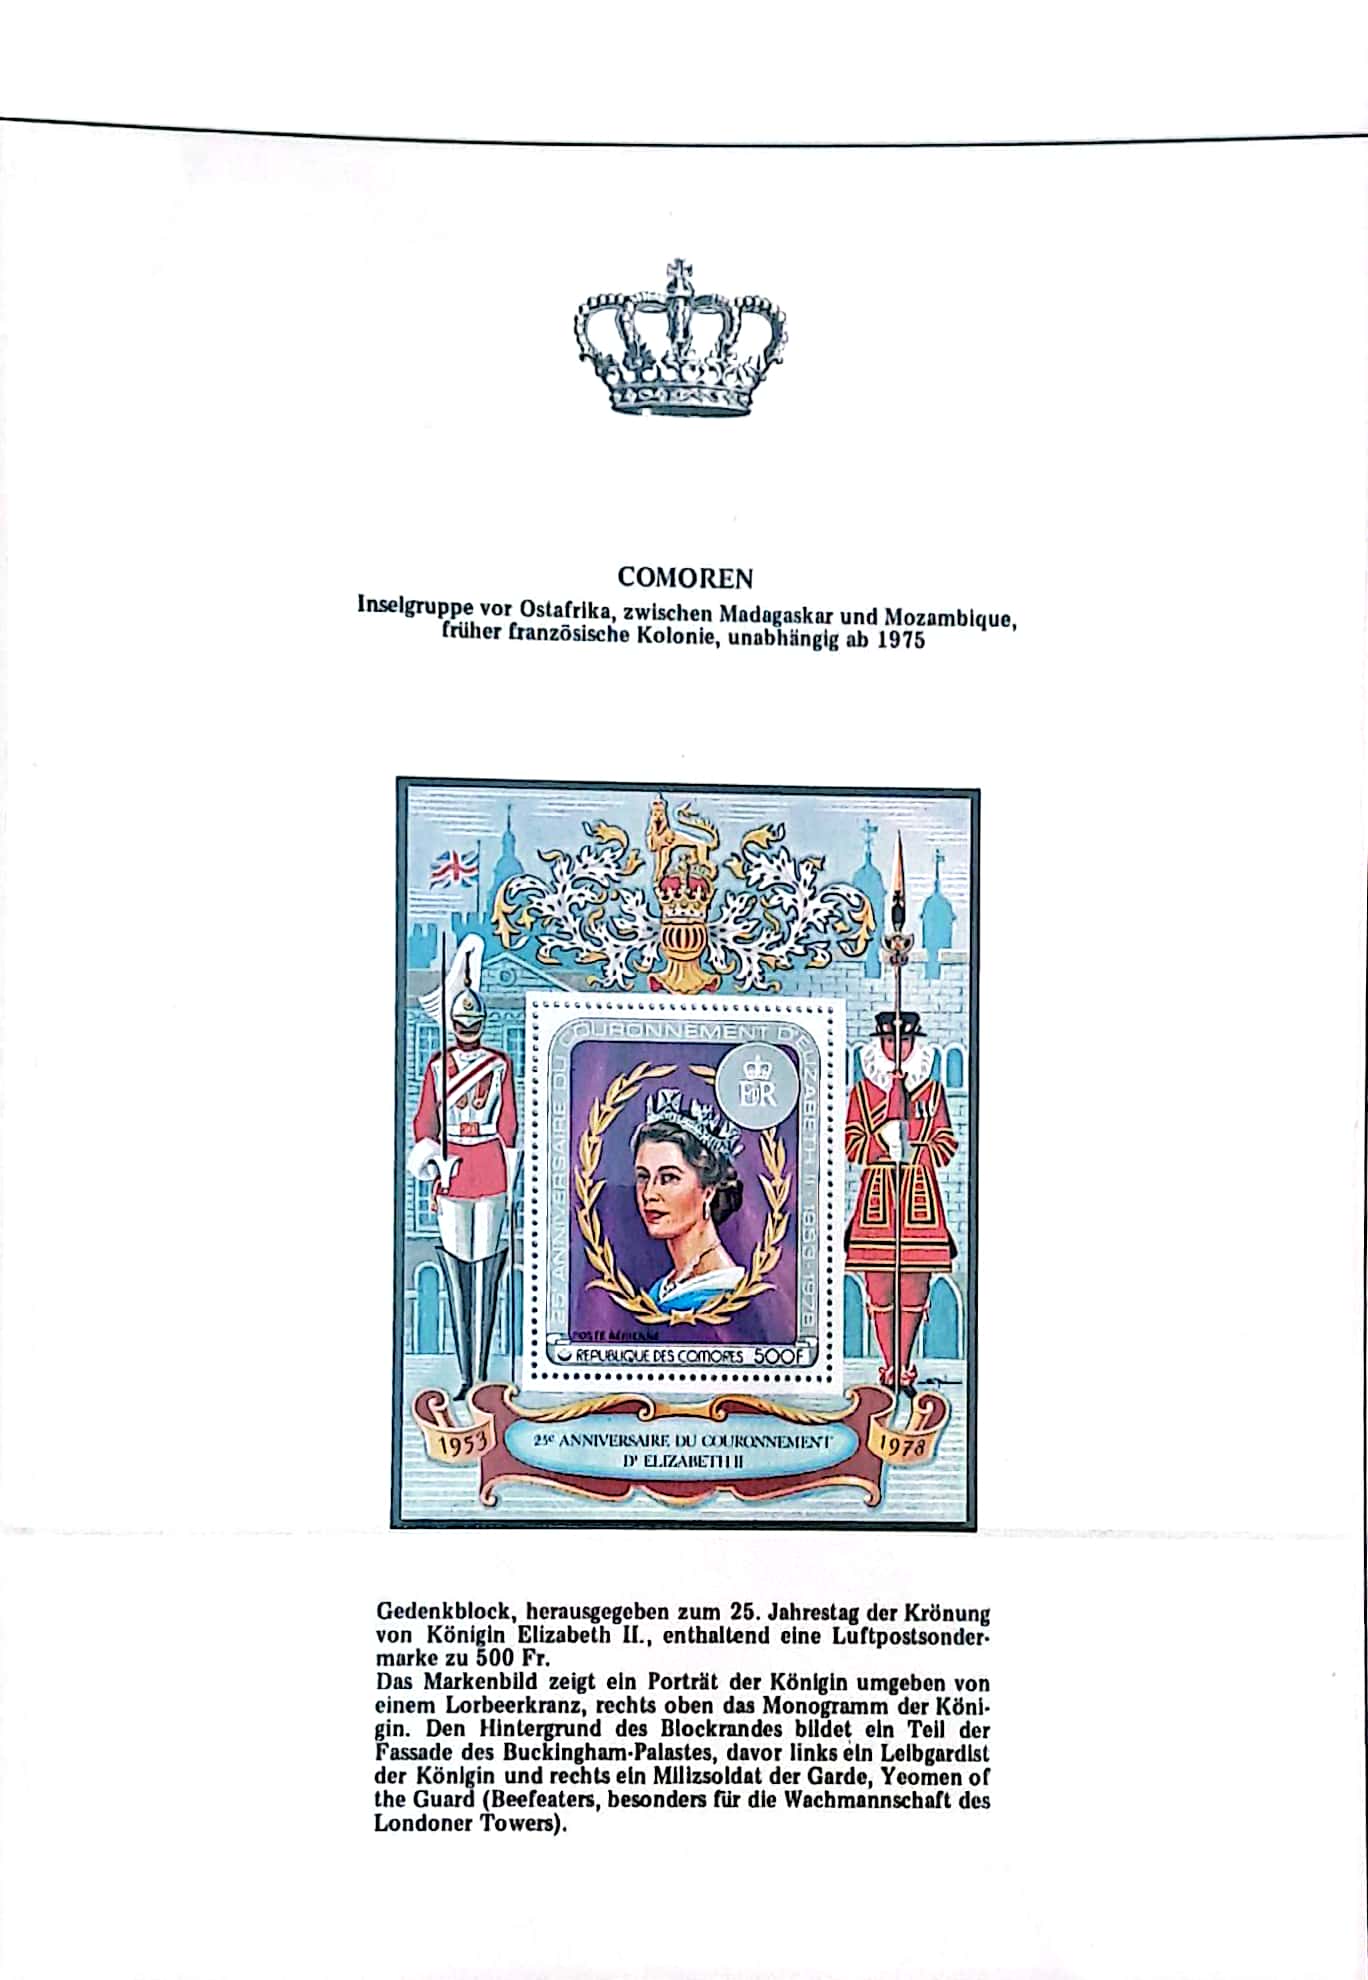 COMOREN
Inselgruppe vor Ostafrika, zwischen Madagaskar und Mozambique,
früher französische Kolonie, unabhängig ab 1975
25e ANNIVERSAIRE DU COURONNEMENT D'ELIZABETH II - 1953-1978
EIIR
POSTE AÉRIENNE
REPUBLIQUE DES COMORES 500F
1953
25e ANNIVERSAIRE DU COURONNEMENT
D' ELIZABETH II
1978
Gedenkblock, herausgegeben zum 25. Jahrestag der Krönung
von Königin Elizabeth II., enthaltend eine Luftpostsonder-
marke zu 500 Fr.
Das Markenbild zeigt ein Porträt der Königin umgeben von
einem Lorbeerkranz, rechts oben das Monogramm der Köni-
gin. Den Hintergrund des Blockrandes bildet ein Teil der
Fassade des Buckingham-Palastes, davor links ein Leibgardist
der Königin und rechts ein Milizsoldat der Garde, Yeomen of
the Guard (Beefeaters, besonders für die Wachmannschaft des
Londoner Towers).